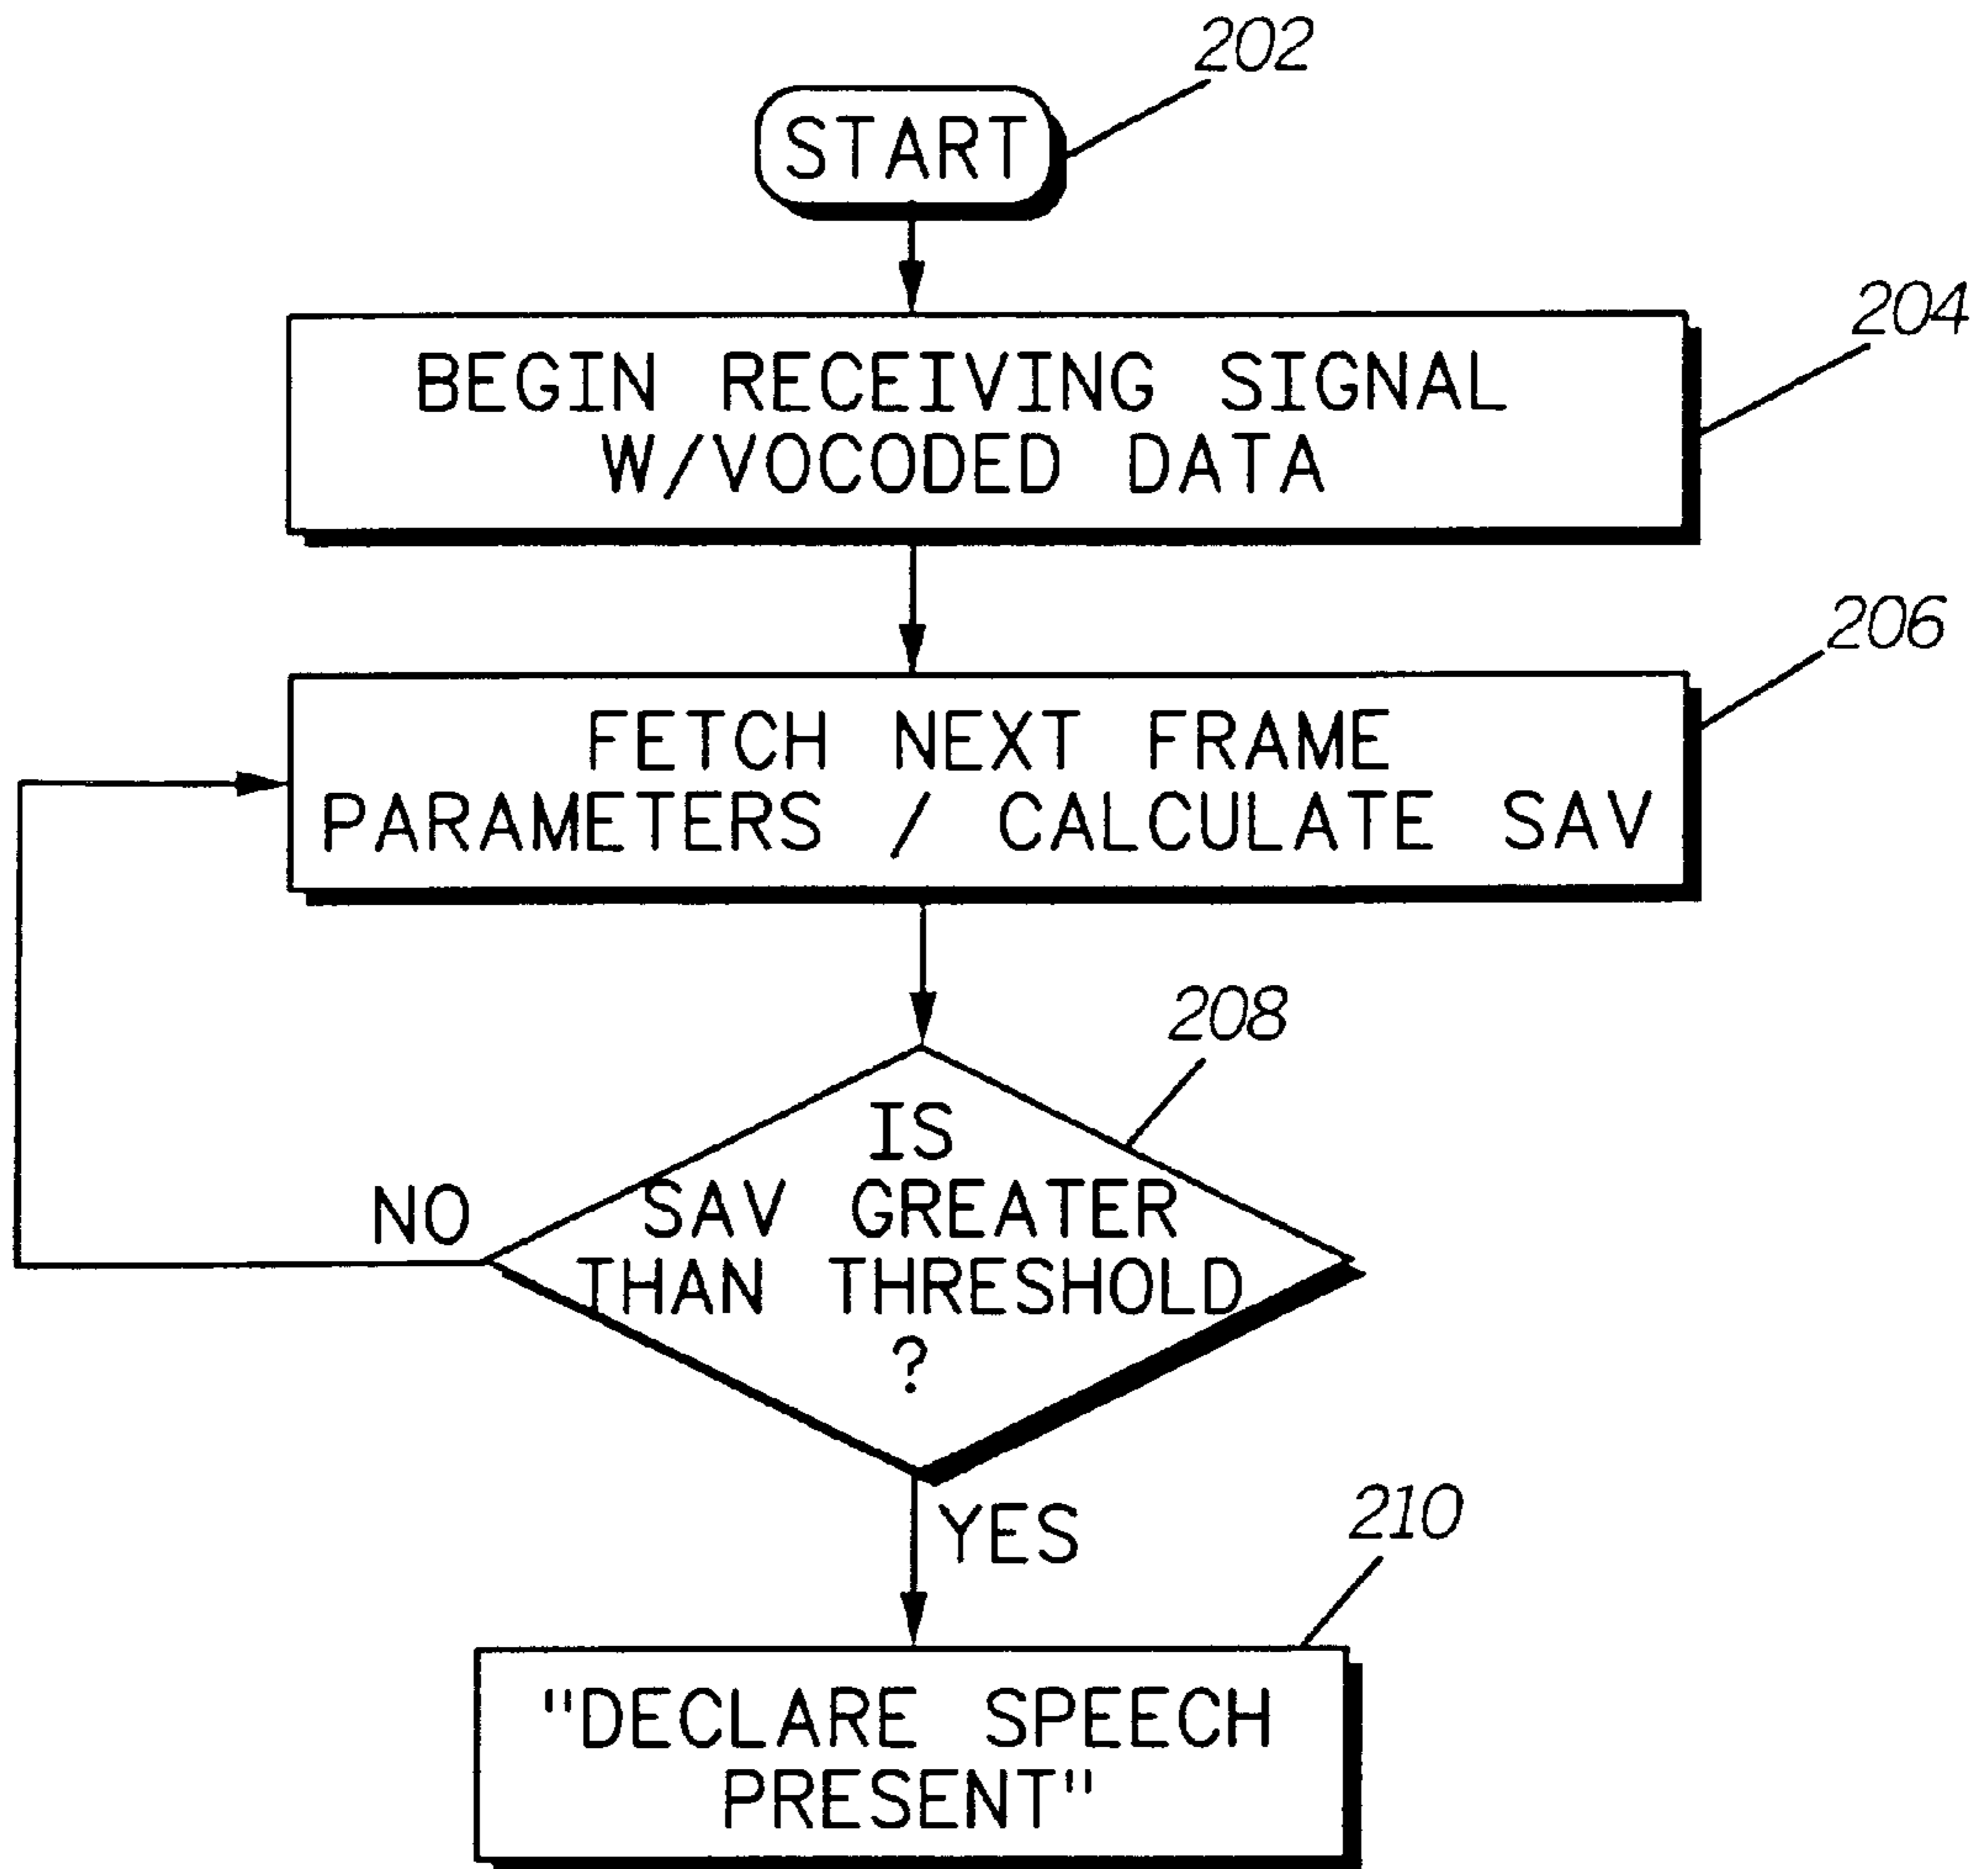 202
START
204
BEGIN RECEIVING SIGNAL
W/VOCODED DATA
206
FETCH NEXT FRAME
PARAMETERS / CALCULATE SAV
208
IS
SAV GREATER
THAN THRESHOLD
?
NO
YES
210
"DECLARE SPEECH
PRESENT"